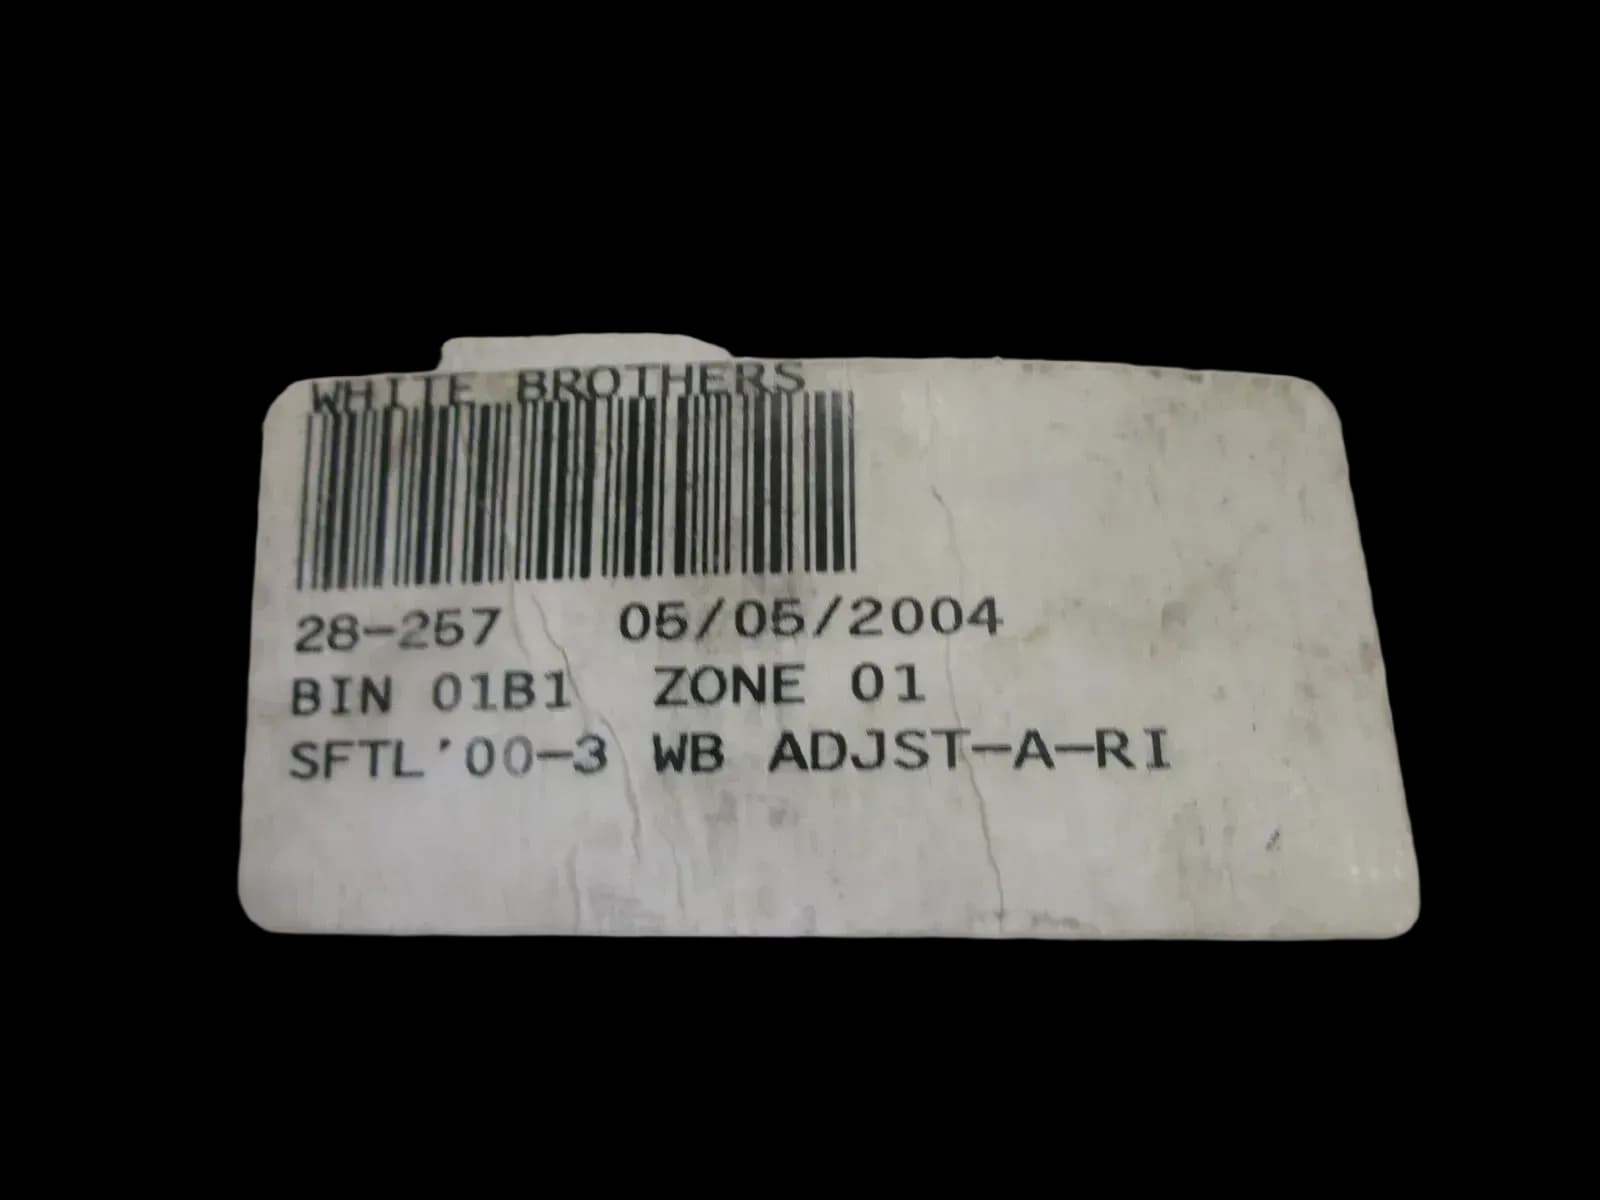 WHITE BROTHERS
28-257 05/05/2004
BIN 01B1 ZONE 01
SFTL'00-3 WB ADJST-A-RI